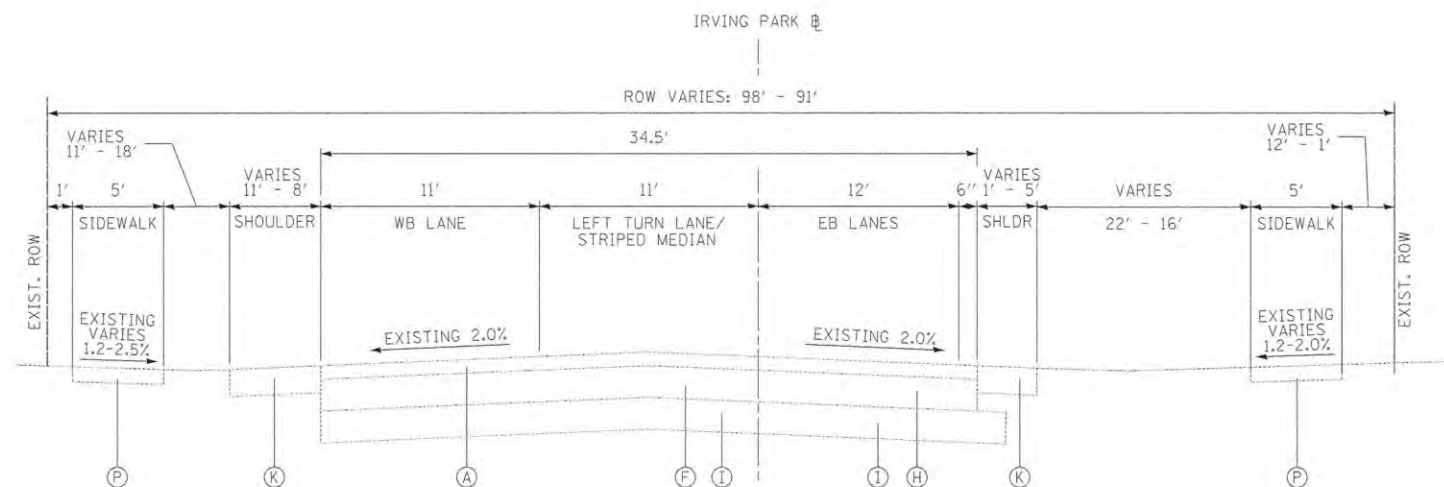 IRVING PARK ⅊
ROW VARIES: 98' - 91'
VARIES
11' - 18'
34.5'
VARIES
12' - 1'
1'
5'
VARIES
11' - 8'
11'
11'
12'
6"
VARIES
1' - 5'
VARIES
22' - 16'
5'
SIDEWALK
SHOULDER
WB LANE
LEFT TURN LANE/
STRIPED MEDIAN
EB LANES
SHLDR
SIDEWALK
EXIST. ROW
EXIST. ROW
EXISTING
VARIES
1.2-2.5%
EXISTING 2.0%
EXISTING 2.0%
EXISTING
VARIES
1.2-2.0%
P
K
A
F
I
I
H
K
P